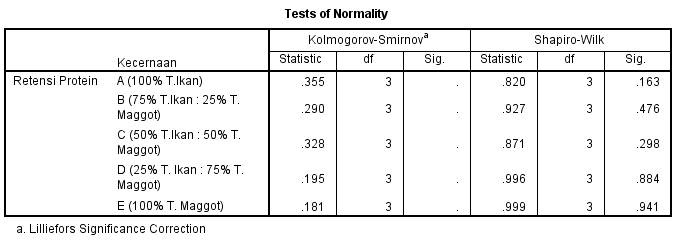 Tests of Normality
Kolmogorov-Smirnovᵃ Shapiro-Wilk
Kecernaan Statistic df Sig. Statistic df Sig.
Retensi Protein A (100% T.Ikan) .355 3 . .820 3 .163
B (75% T.Ikan : 25% T.
Maggot) .290 3 . .927 3 .476
C (50% T.Ikan : 50% T.
Maggot) .328 3 . .871 3 .298
D (25% T. Ikan : 75% T.
Maggot) .195 3 . .996 3 .884
E (100% T. Maggot) .181 3 . .999 3 .941
a. Lilliefors Significance Correction